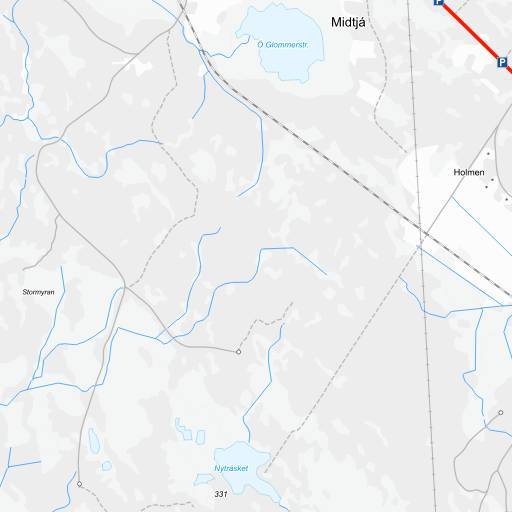 P
Midtjå
Ö Glommerstr.
P
Holmen
Stormyran
Nyträsket
331